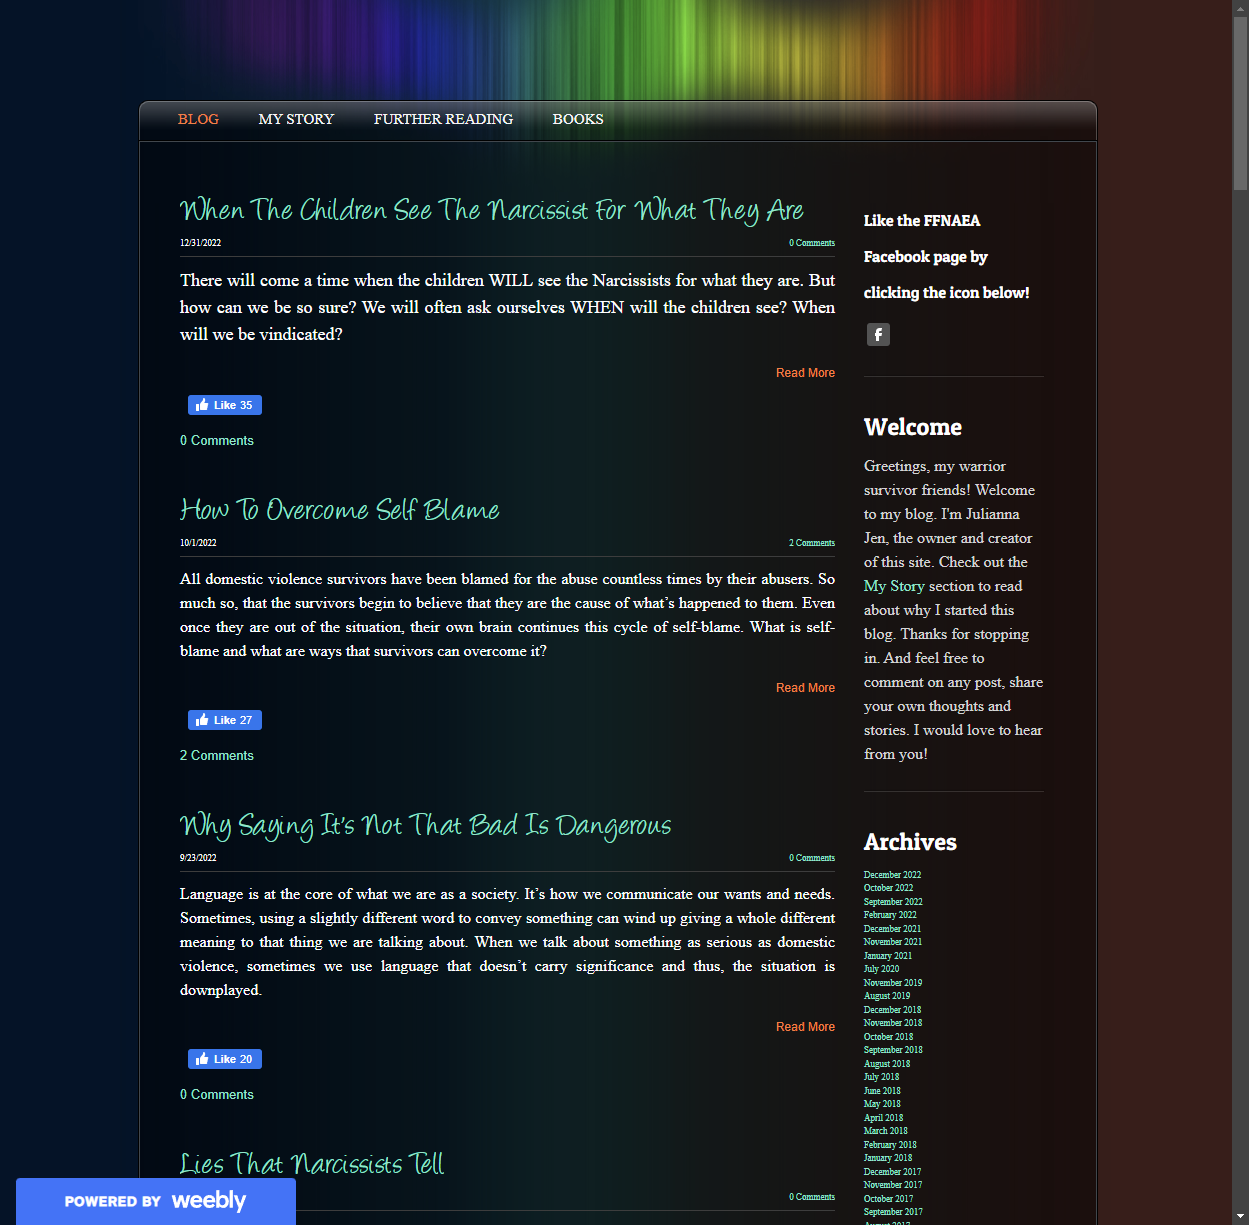 BLOG MY STORY FURTHER READING BOOKS
When The Children See The Narcissist For What They Are
12/31/2022 0 Comments
There will come a time when the children WILL see the Narcissists for what they are. But
how can we be so sure? We will often ask ourselves WHEN will the children see? When
will we be vindicated?
Read More
Like 35
0 Comments
How To Overcome Self Blame
10/1/2022 2 Comments
All domestic violence survivors have been blamed for the abuse countless times by their abusers. So
much so, that the survivors begin to believe that they are the cause of what’s happened to them. Even
once they are out of the situation, their own brain continues this cycle of self-blame. What is self-
blame and what are ways that survivors can overcome it?
Read More
Like 27
2 Comments
Why Saying It's Not That Bad Is Dangerous
9/23/2022 0 Comments
Language is at the core of what we are as a society. It’s how we communicate our wants and needs.
Sometimes, using a slightly different word to convey something can wind up giving a whole different
meaning to that thing we are talking about. When we talk about something as serious as domestic
violence, sometimes we use language that doesn’t carry significance and thus, the situation is
downplayed.
Read More
Like 20
0 Comments
Lies That Narcissists Tell
0 Comments
Like the FFNAEA
Facebook page by
clicking the icon below!
Welcome
Greetings, my warrior
survivor friends! Welcome
to my blog. I'm Julianna
Jen, the owner and creator
of this site. Check out the
My Story section to read
about why I started this
blog. Thanks for stopping
in. And feel free to
comment on any post, share
your own thoughts and
stories. I would love to hear
from you!
Archives
December 2022
October 2022
September 2022
February 2022
December 2021
November 2021
January 2021
July 2020
November 2019
August 2019
December 2018
November 2018
October 2018
September 2018
August 2018
July 2018
June 2018
May 2018
April 2018
March 2018
February 2018
January 2018
December 2017
November 2017
October 2017
September 2017
POWERED BY weebly